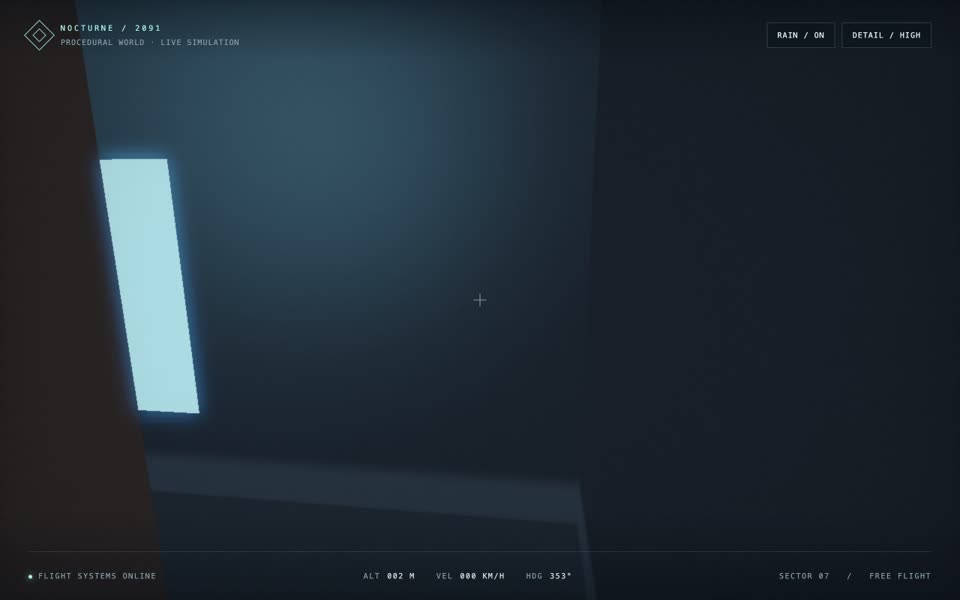 NOCTURNE / 2091
PROCEDURAL WORLD · LIVE SIMULATION
RAIN / ON
DETAIL / HIGH
FLIGHT SYSTEMS ONLINE
ALT 002 M VEL 000 KM/H HDG 353°
SECTOR 07 / FREE FLIGHT